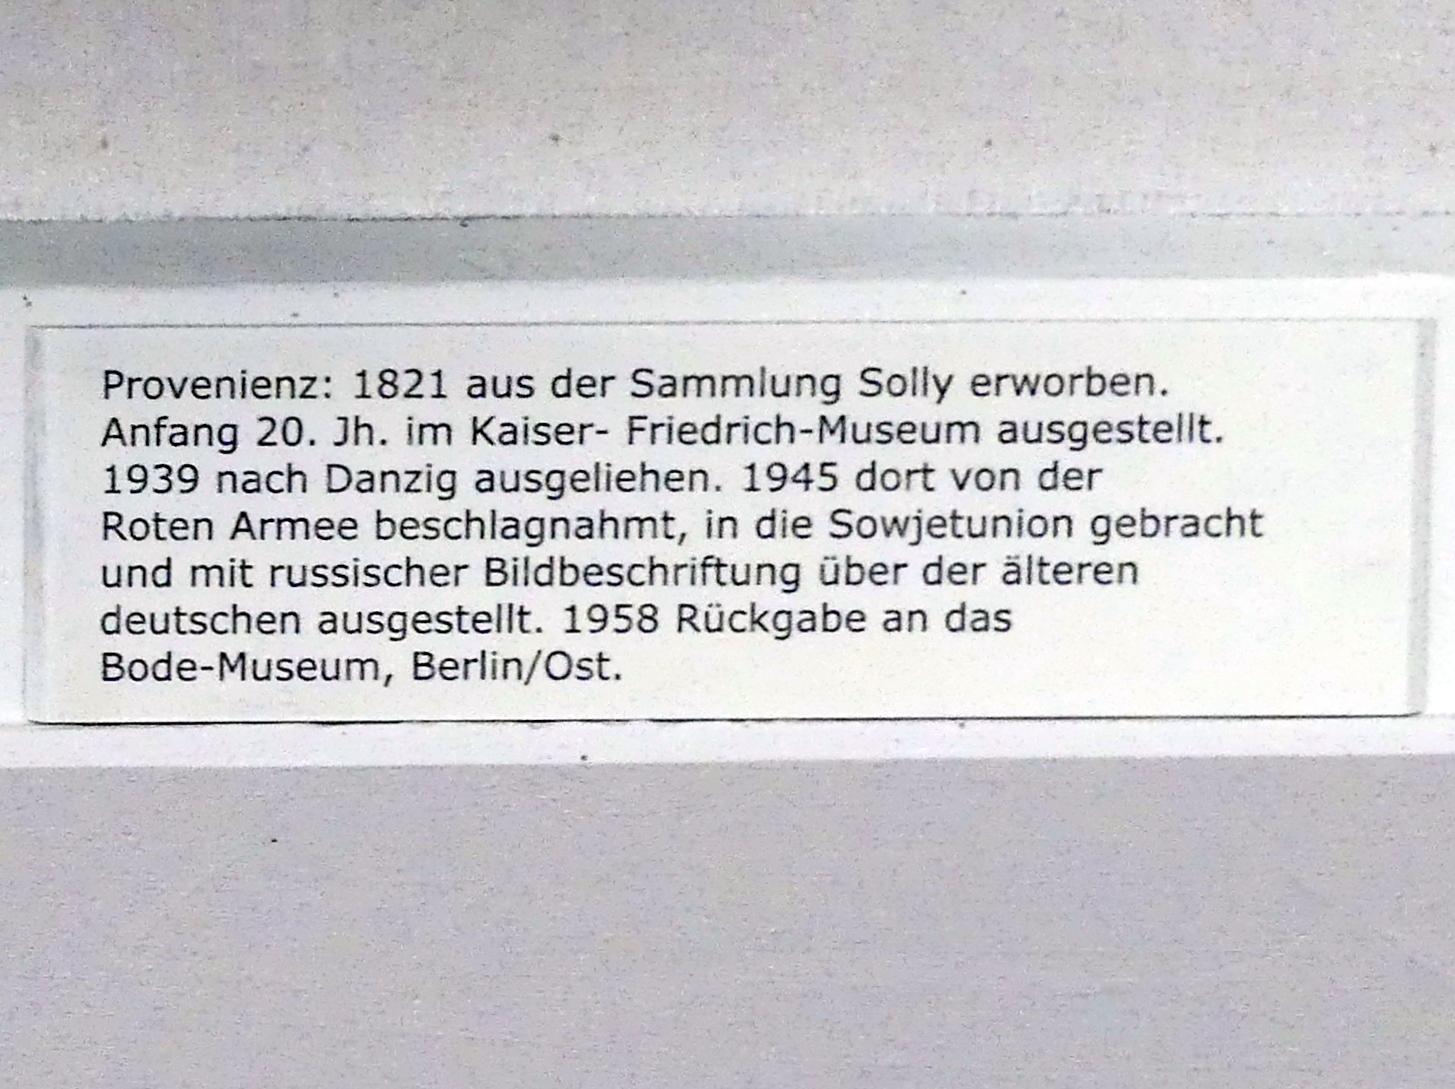 Provenienz: 1821 aus der Sammlung Solly erworben.
Anfang 20. Jh. im Kaiser- Friedrich-Museum ausgestellt.
1939 nach Danzig ausgeliehen. 1945 dort von der
Roten Armee beschlagnahmt, in die Sowjetunion gebracht
und mit russischer Bildbeschriftung über der älteren
deutschen ausgestellt. 1958 Rückgabe an das
Bode-Museum, Berlin/Ost.